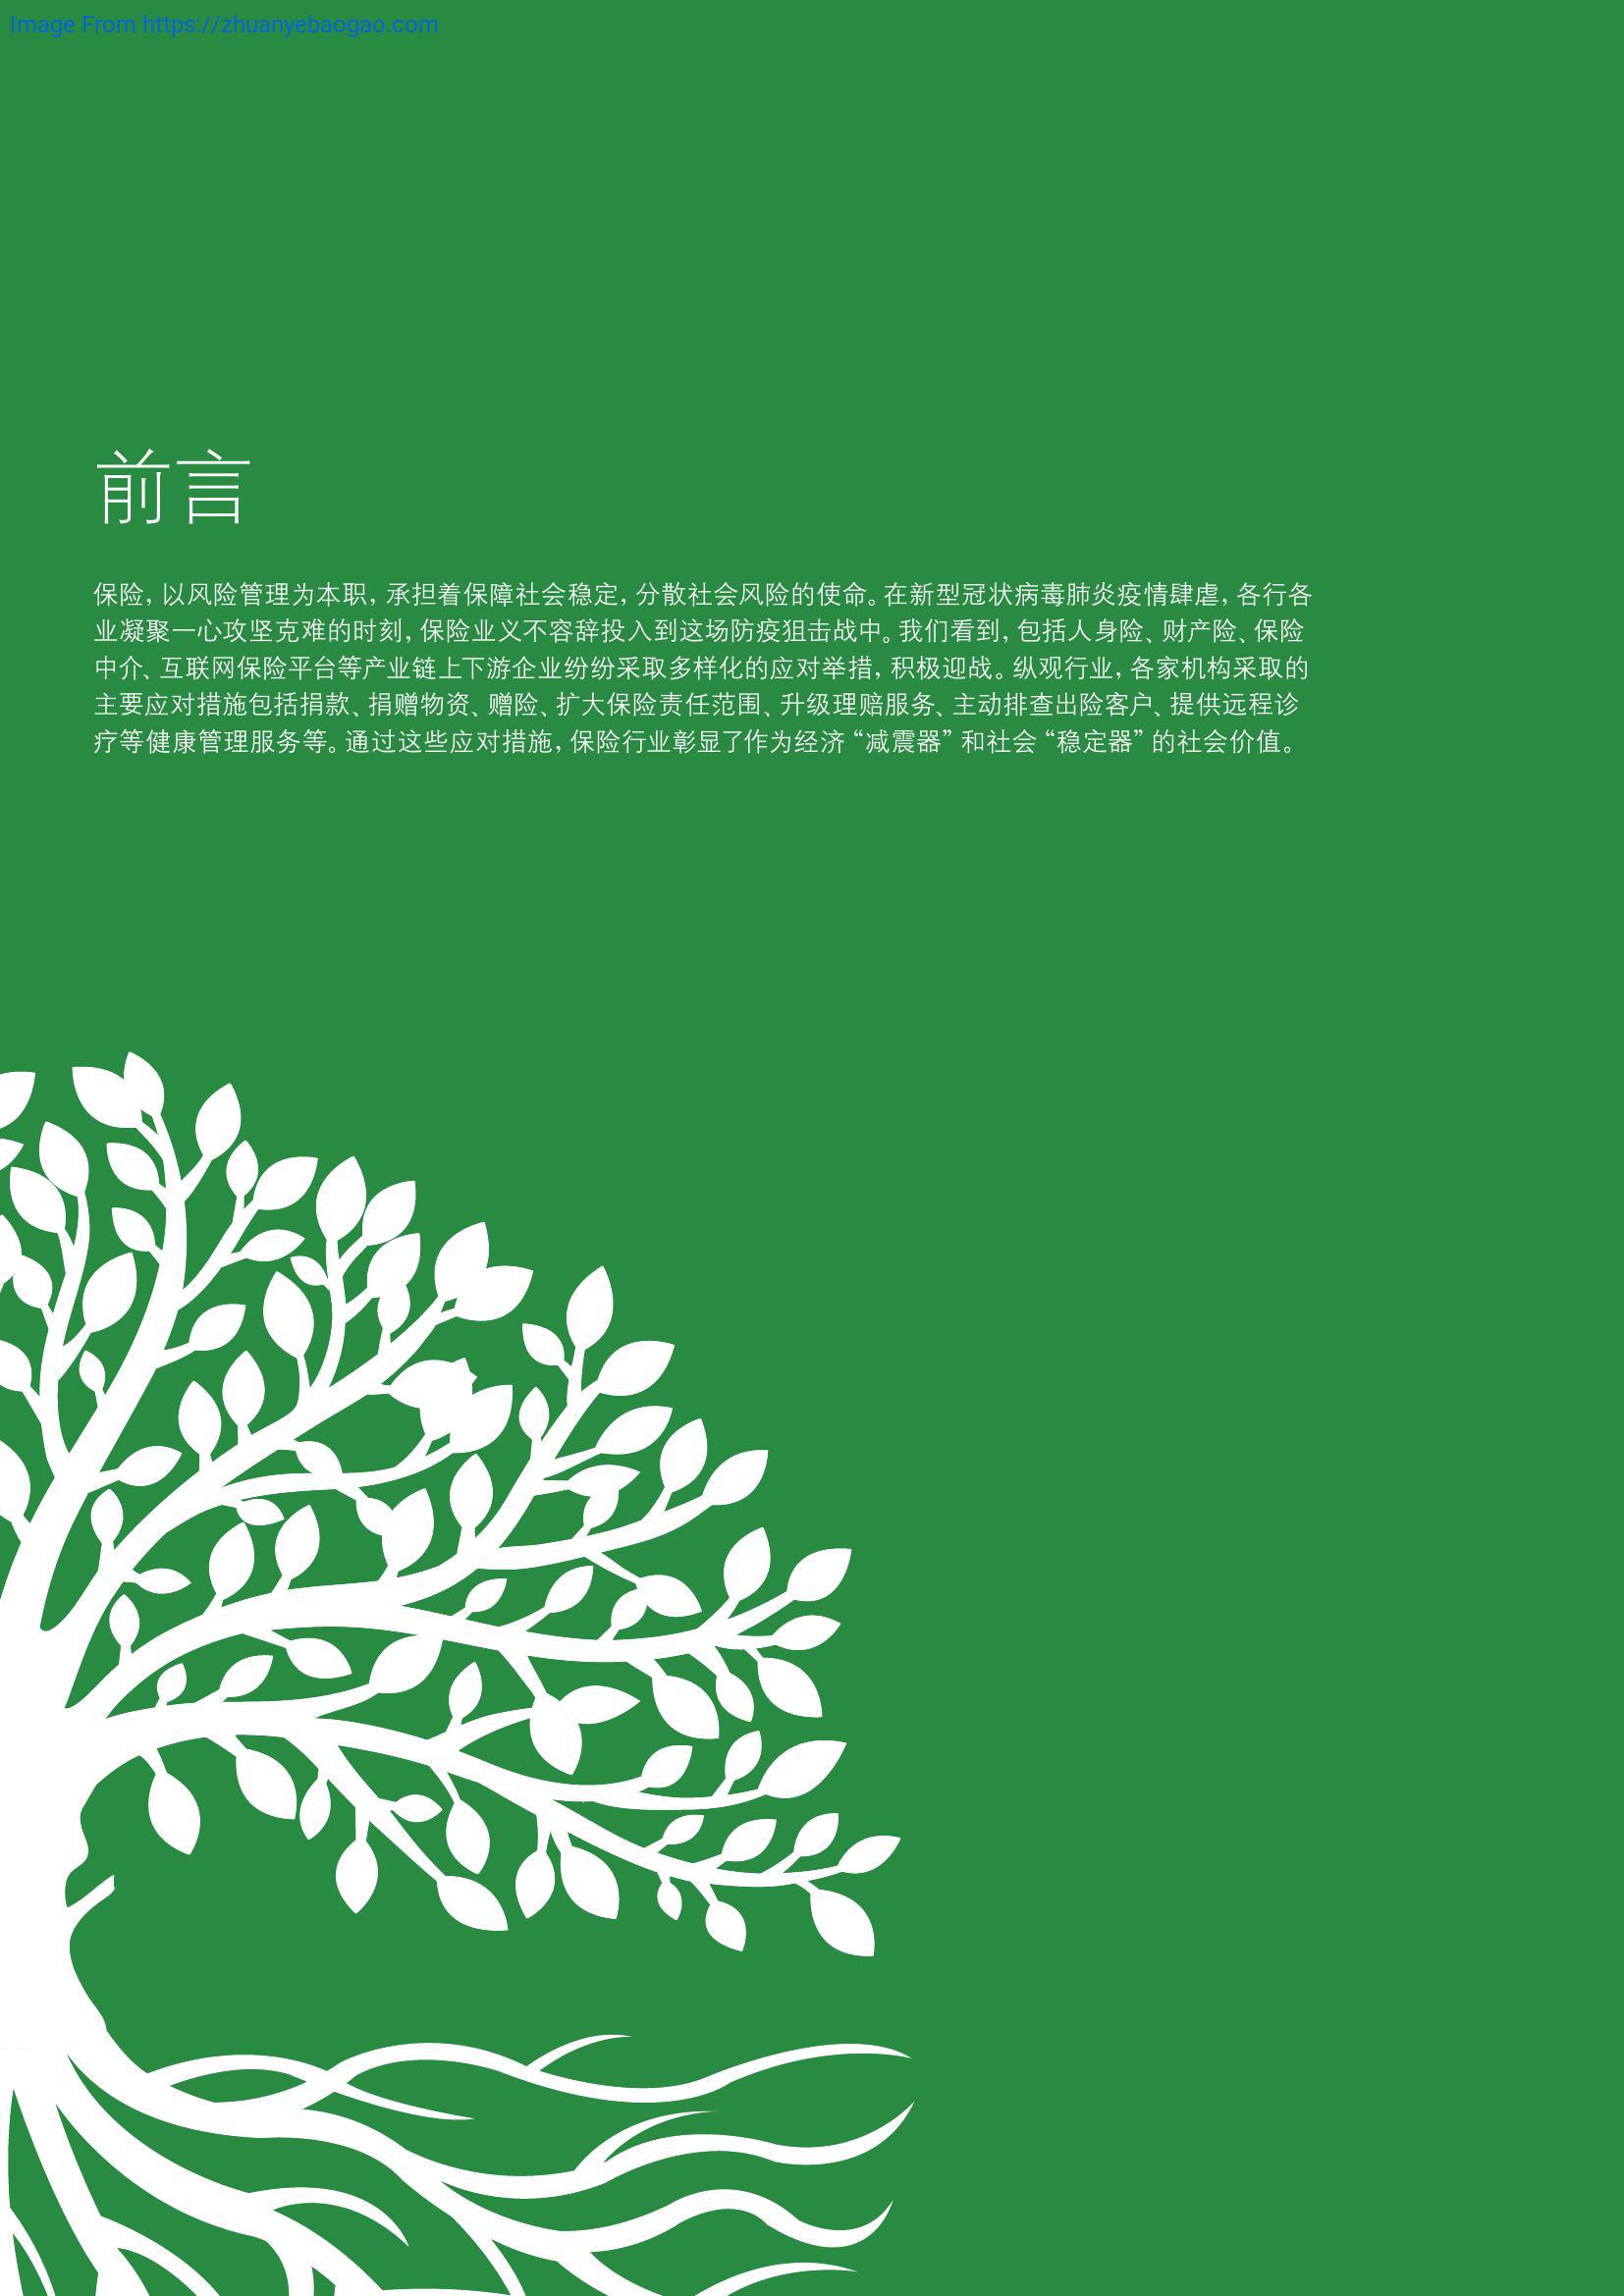 Image From https://zhuanyebaogao.com
前言
保险, 以风险管理为本职, 承担着保障社会稳定, 分散社会风险的使命。在新型冠状病毒肺炎疫情肆虐, 各行各
业凝聚一心攻坚克难的时刻, 保险业义不容辞投入到这场防疫狙击战中。我们看到, 包括人身险、财产险、保险
中介、互联网保险平台等产业链上下游企业纷纷采取多样化的应对举措, 积极迎战。纵观行业, 各家机构采取的
主要应对措施包括捐款、捐赠物资、赠险、扩大保险责任范围、升级理赔服务、主动排查出险客户、提供远程诊
疗等健康管理服务等。通过这些应对措施, 保险行业彰显了作为经济 “减震器” 和社会 “稳定器” 的社会价值。